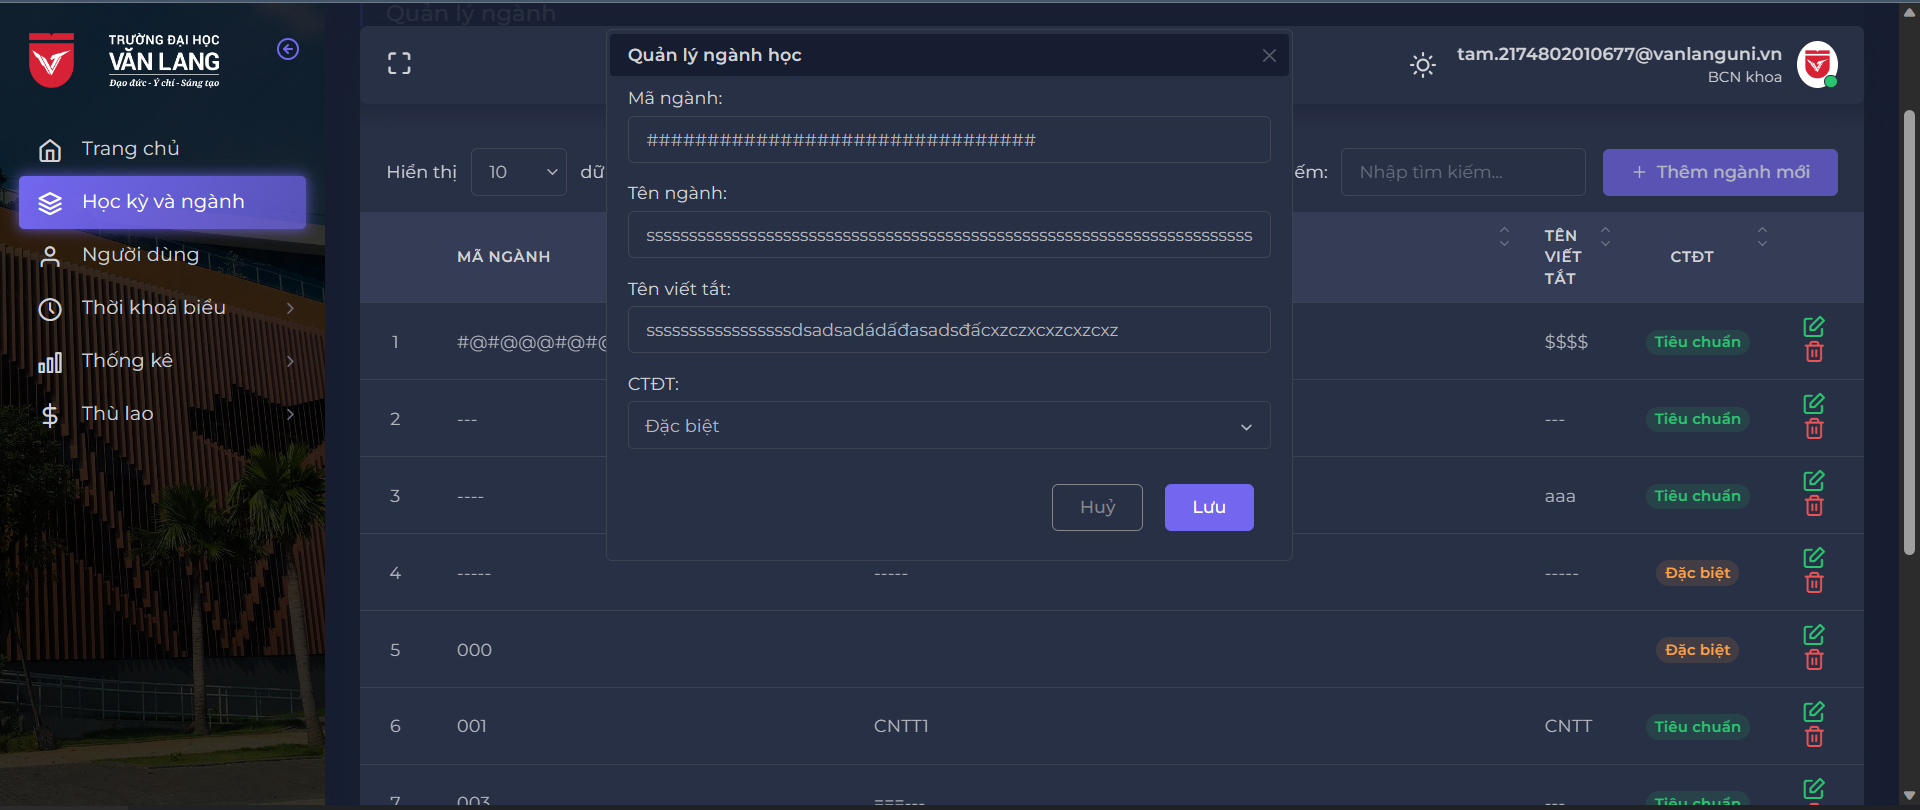 Quản lý ngành
TRƯỜNG ĐẠI HỌC
VĂN LANG
Đạo đức - Ý chí - Sáng tạo
Trang chủ
Học kỳ và ngành
Người dùng
Thời khoá biểu
Thống kê
Thù lao
Quản lý ngành học
tam.2174802010677@vanlanguni.vn
BCN khoa
Mã ngành:
################################
Hiển thị 10 dữ
ếm: Nhập tìm kiếm...
+ Thêm ngành mới
Tên ngành:
Tên viết tắt:
sssssssssssssssssdsadsadádấđasadsđấcxzczxcxzcxzcxz
CTĐT:
Đặc biệt
Huỷ
Lưu
MÃ NGÀNH
TÊN
VIẾT
TẮT
CTĐT
1 $$$$ Tiêu chuẩn
2 --- --- Tiêu chuẩn
3 ---- aaa Tiêu chuẩn
4 ----- ----- ----- Đặc biệt
5 000 Đặc biệt
6 001 CNTT1 CNTT Tiêu chuẩn
7 003 ===--- --- Tiêu chuẩn